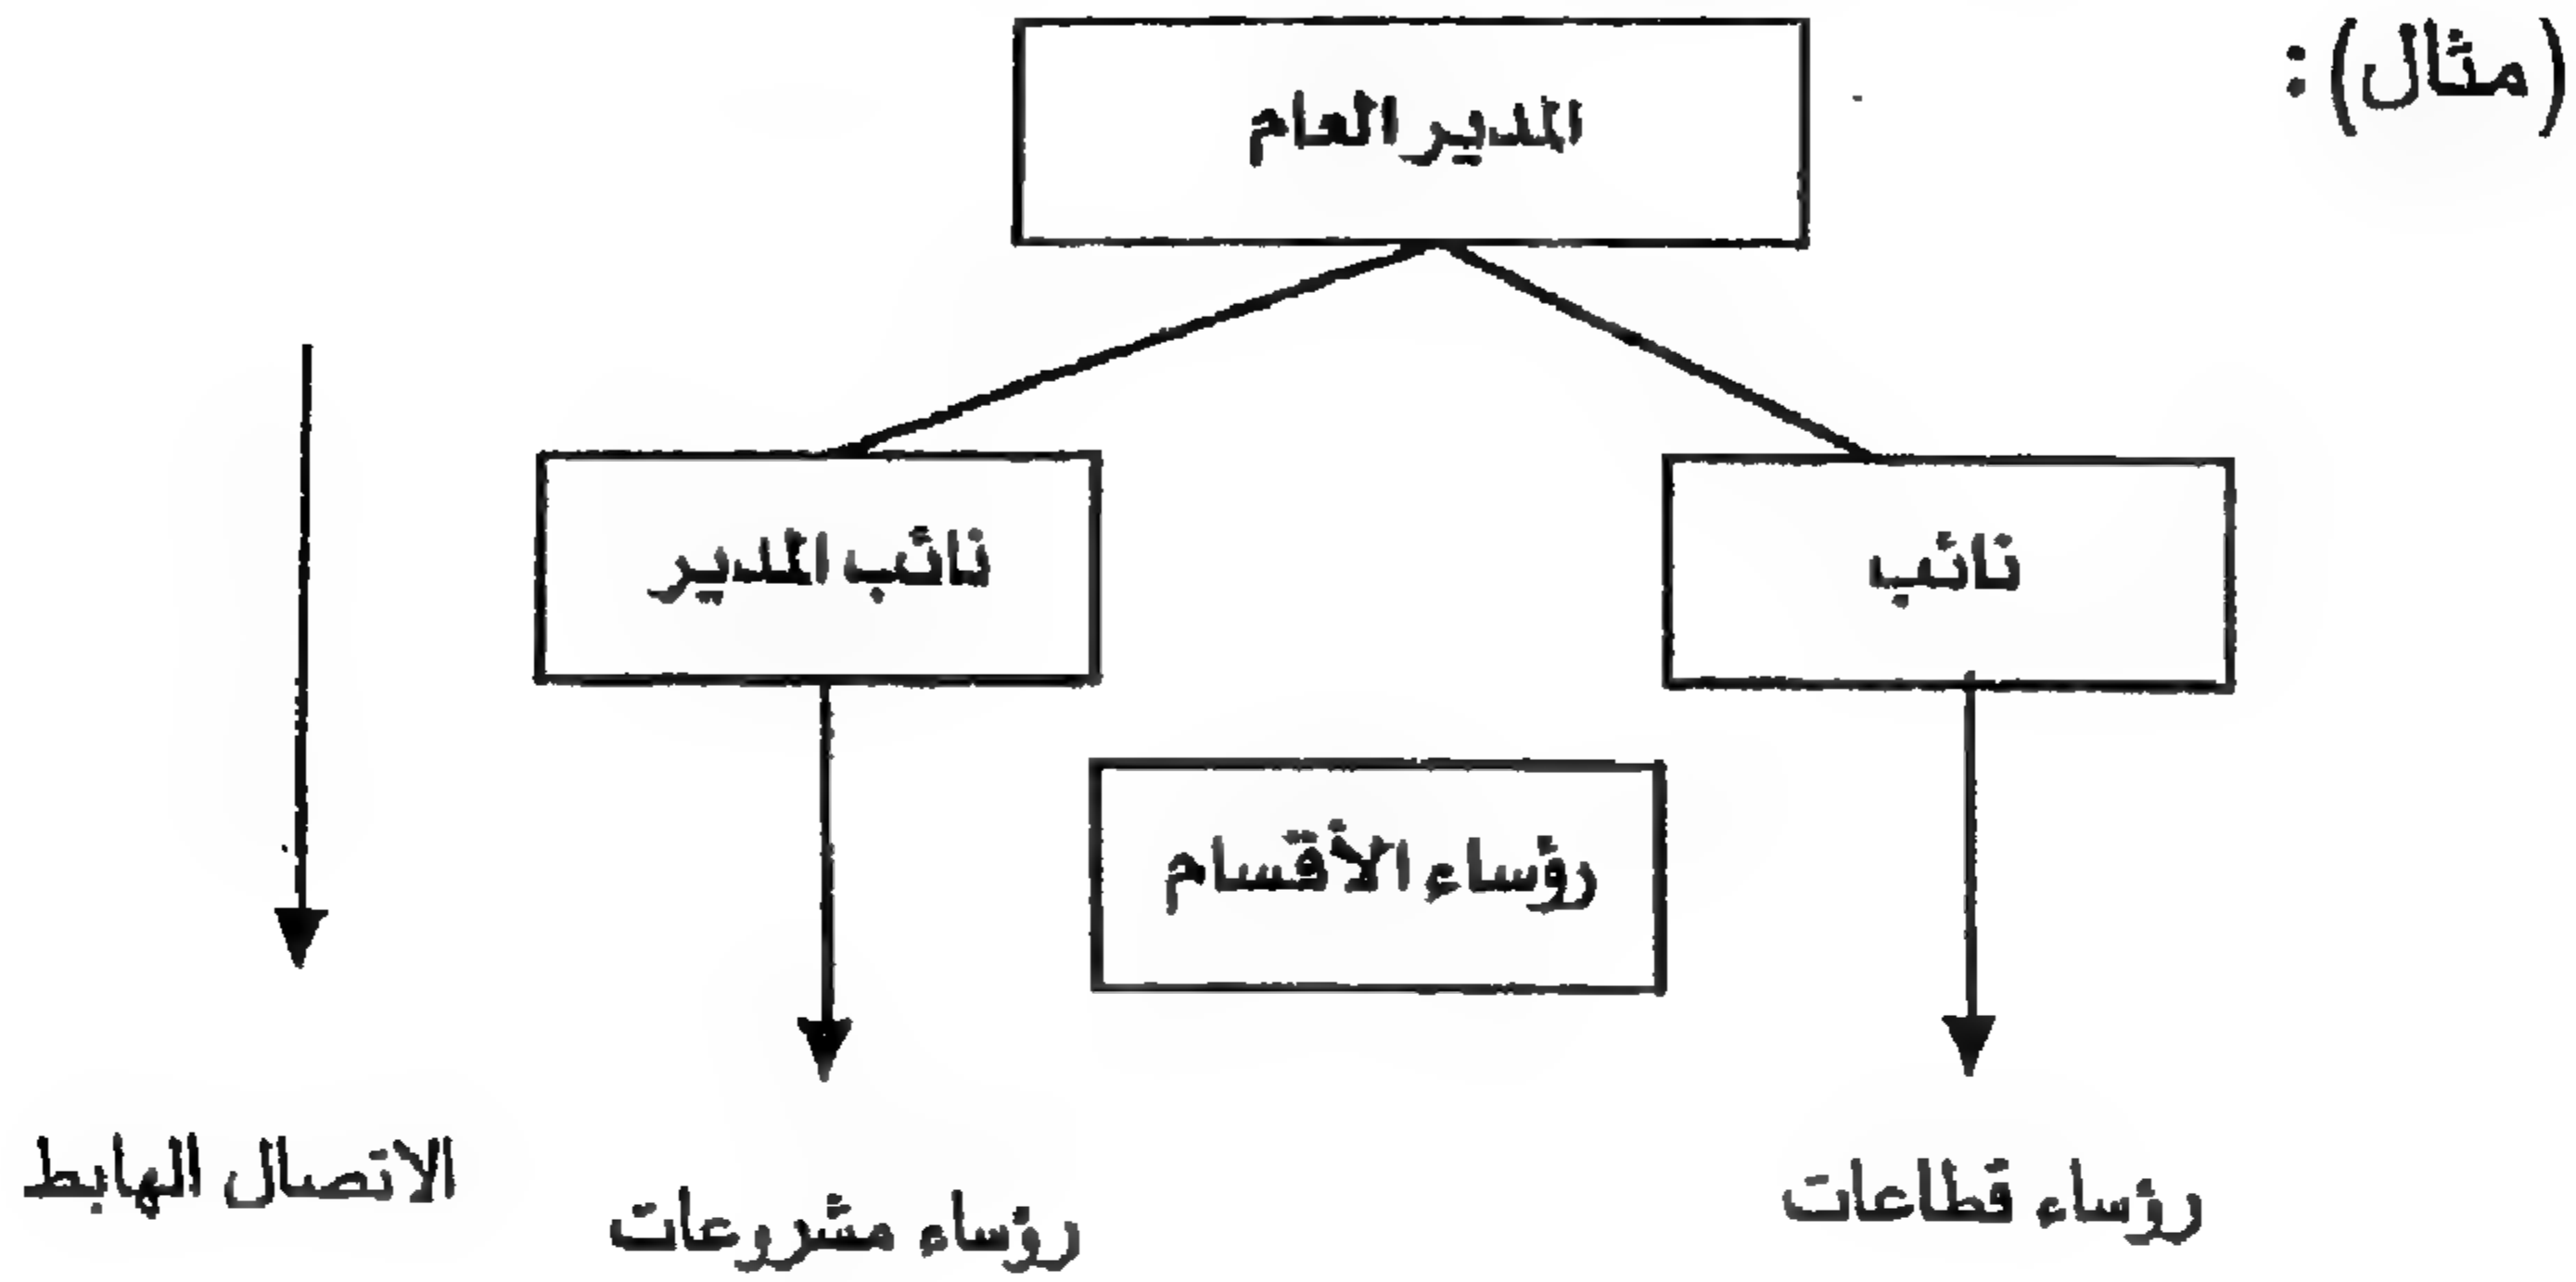 (مثال) :
المدير العام
نائب
نائب المدير
رؤساء الأقسام
رؤساء قطاعات
رؤساء مشروعات
الاتصال الهابط